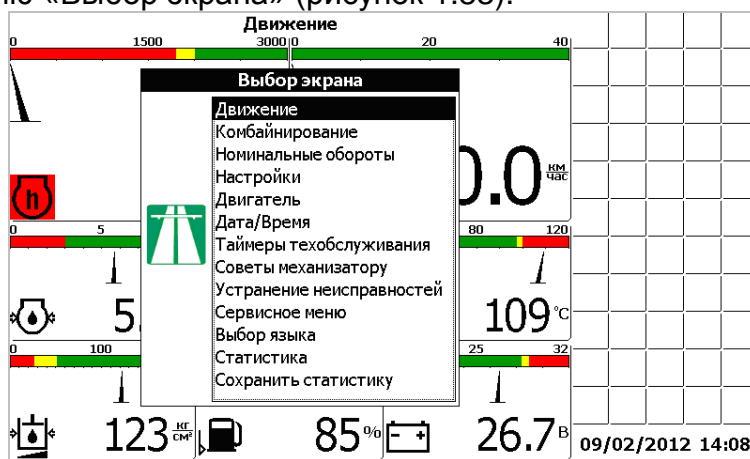 «Выбор экрана» (рисунок 1.
Движение
0 1500 3000 0 20 40
Выбор экрана
Движение
Комбайнирование
Номинальные обороты
Настройки
Двигатель
Дата/Время
Таймеры техобслуживания
Советы механизатору
Устранение неисправностей
Сервисное меню
Выбор языка
Статистика
Сохранить статистику
0.0 км час
h
0 5 80 120
5. 109 °C
0 100 25 32
123 кг см² 85 % 26.7 В
09/02/2012 14:08